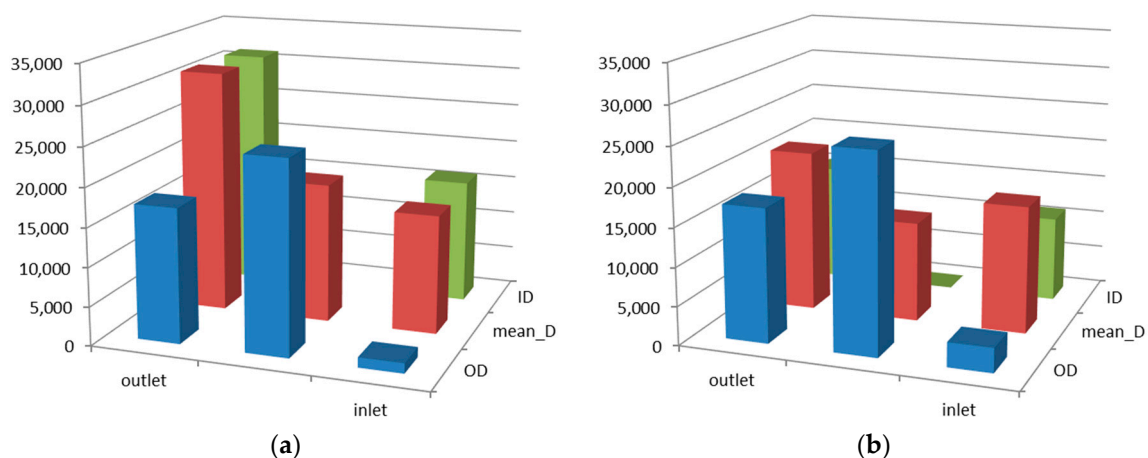 35,000
30,000
25,000
20,000
15,000
10,000
5,000
0
outlet
inlet
OD
mean_D
ID
(a)
35,000
30,000
25,000
20,000
15,000
10,000
5,000
0
outlet
inlet
OD
mean_D
ID
(b)